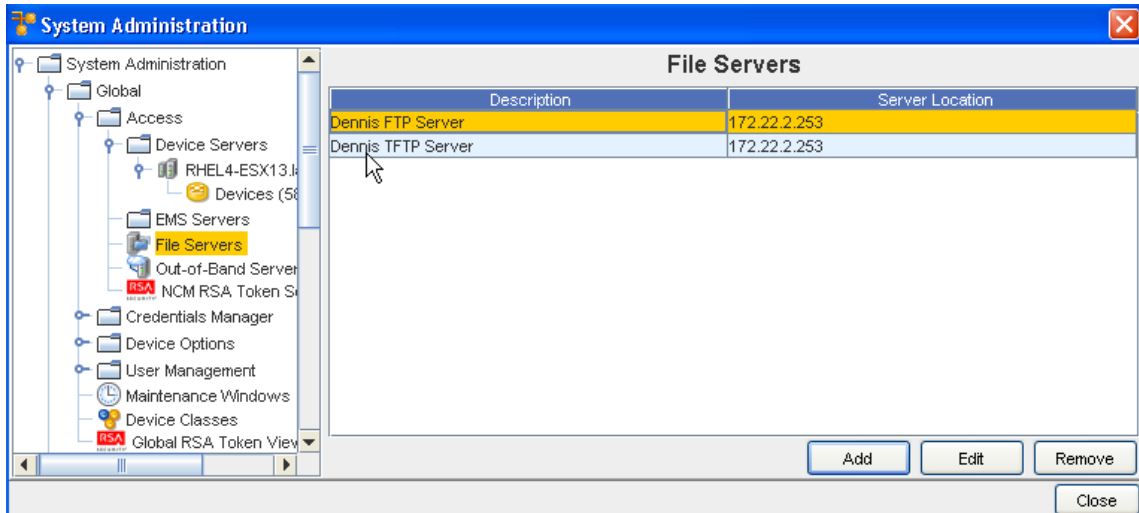 System Administration
System Administration
Global
Access
Device Servers
RHEL4-ESX13.l
Devices (58
EMS Servers
File Servers
Out-of-Band Server
RSA SECURITY NCM RSA Token S
Credentials Manager
Device Options
User Management
Maintenance Windows
Device Classes
RSA SECURITY Global RSA Token View
File Servers
Description Server Location
Dennis FTP Server 172.22.2.253
Dennis TFTP Server 172.22.2.253
Add Edit Remove
Close